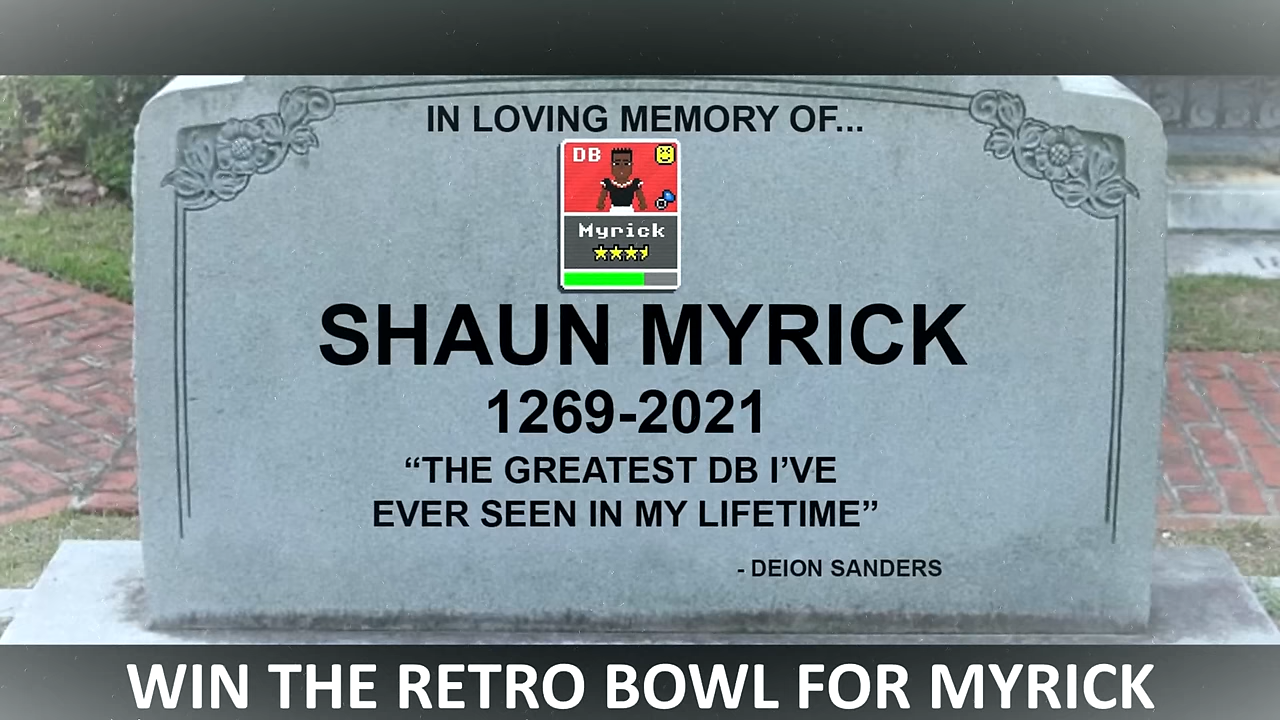 IN LOVING MEMORY OF...
DB
Myrick
SHAUN MYRICK
1269-2021
“THE GREATEST DB I’VE
EVER SEEN IN MY LIFETIME”
- DEION SANDERS
WIN THE RETRO BOWL FOR MYRICK